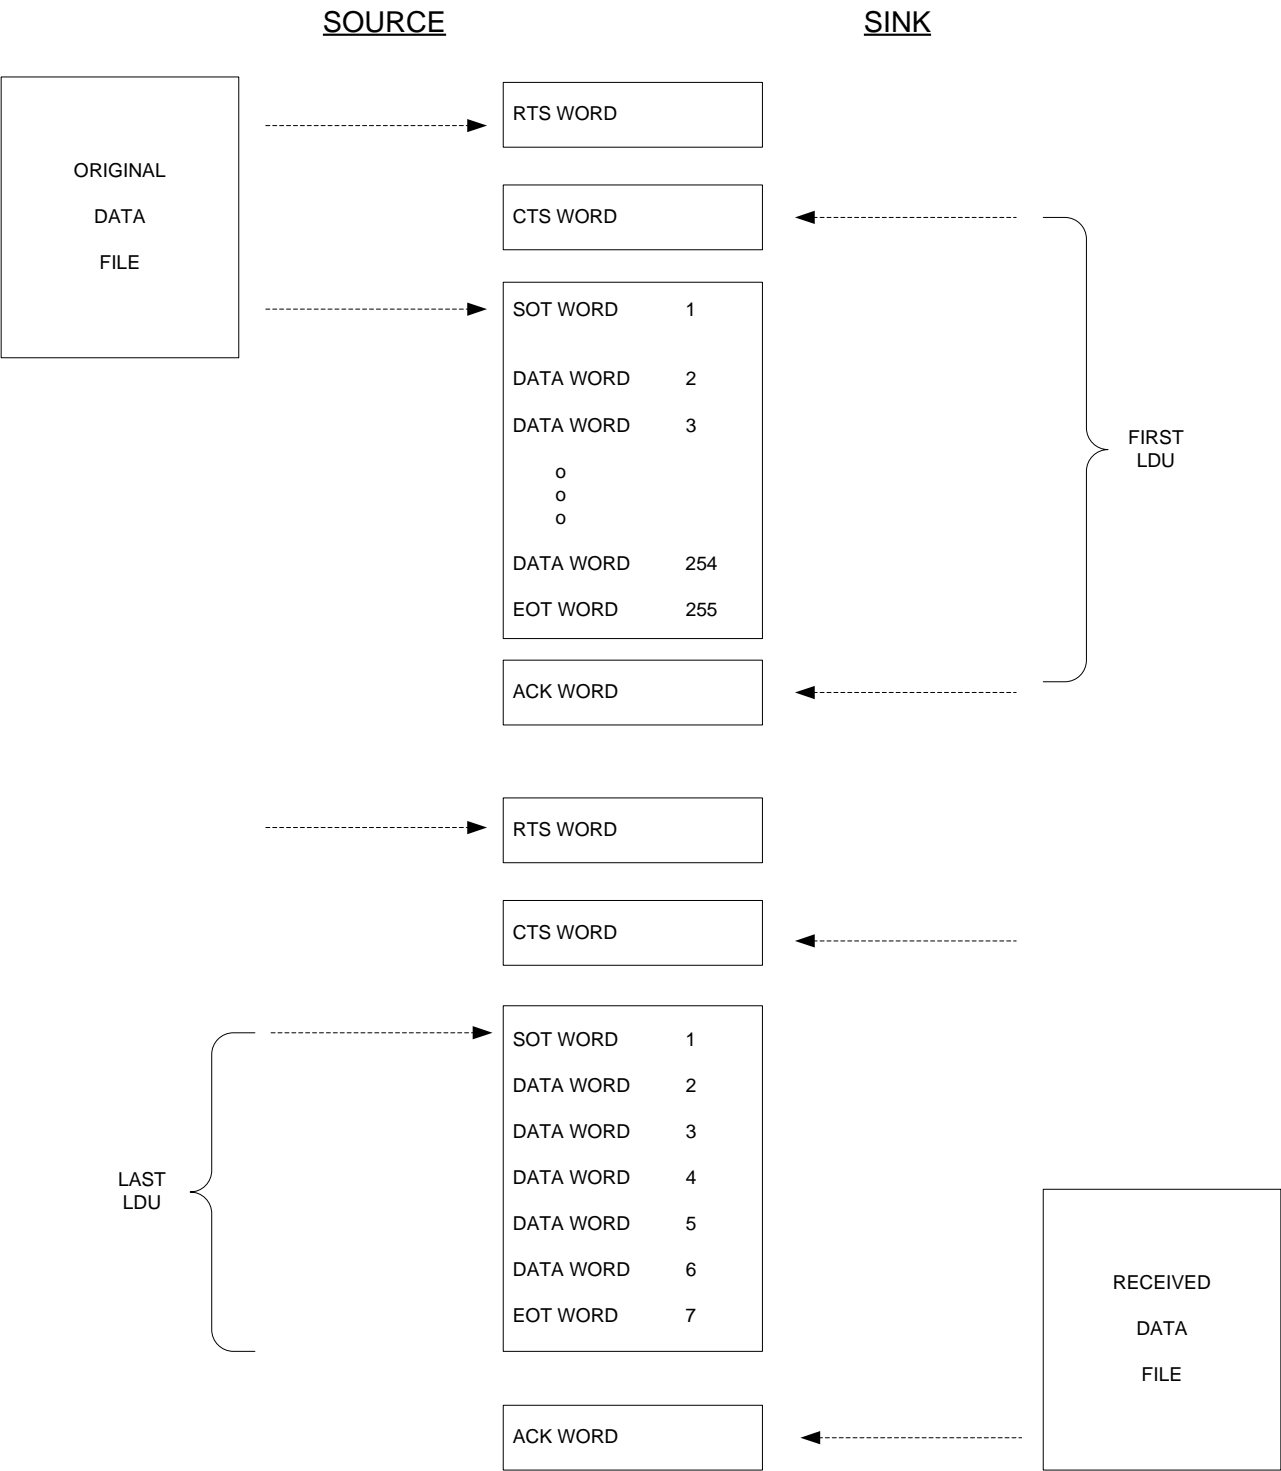 SOURCE SINK
RTS WORD
ORIGINAL
DATA
FILE
CTS WORD
SOT WORD 1
DATA WORD 2
DATA WORD 3
o
o
o
DATA WORD 254
EOT WORD 255
FIRST
LDU
ACK WORD
RTS WORD
CTS WORD
SOT WORD 1
DATA WORD 2
DATA WORD 3
DATA WORD 4
DATA WORD 5
DATA WORD 6
EOT WORD 7
LAST
LDU
RECEIVED
DATA
FILE
ACK WORD